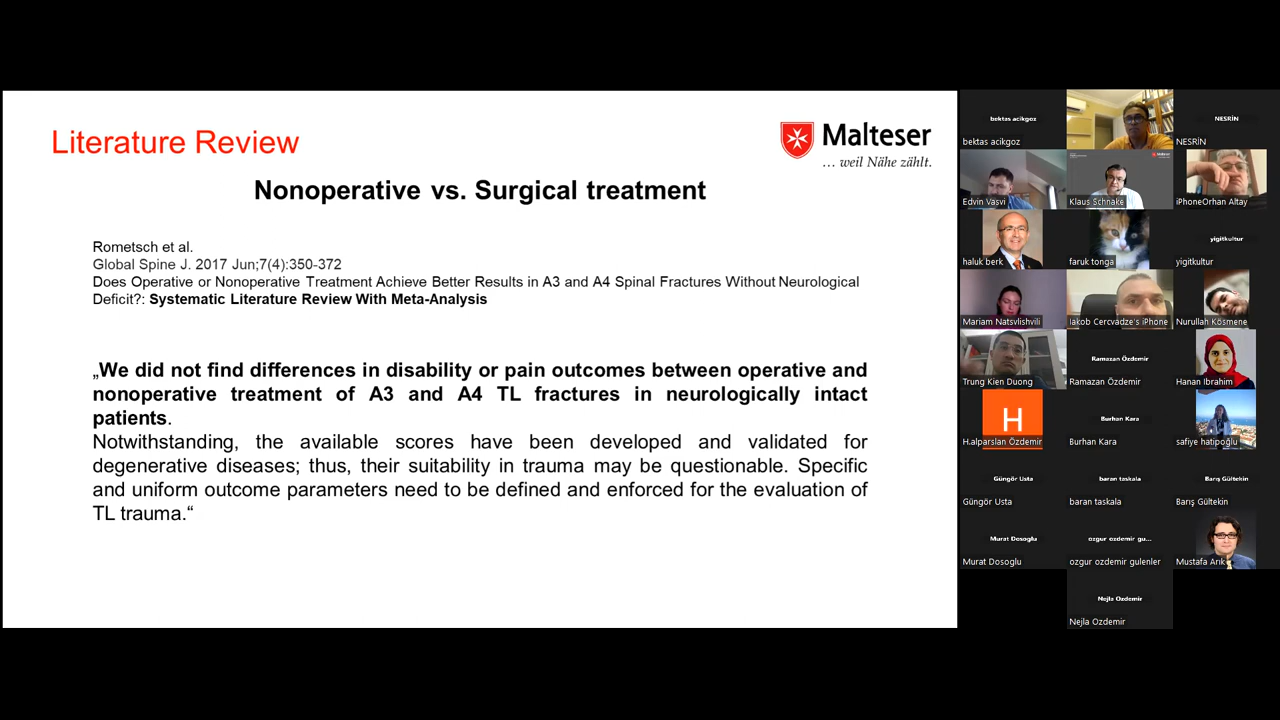 Literature Review
Malteser
... weil Nähe zählt.
Nonoperative vs. Surgical treatment
Rometsch et al.
Global Spine J. 2017 Jun;7(4):350-372
Does Operative or Nonoperative Treatment Achieve Better Results in A3 and A4 Spinal Fractures Without Neurological
Deficit?: Systematic Literature Review With Meta-Analysis
„We did not find differences in disability or pain outcomes between operative and
nonoperative treatment of A3 and A4 TL fractures in neurologically intact
patients.
Notwithstanding, the available scores have been developed and validated for
degenerative diseases; thus, their suitability in trauma may be questionable. Specific
and uniform outcome parameters need to be defined and enforced for the evaluation of
TL trauma.“
bektas acikgoz
bektas acikgoz
NESRİN
NESRİN
Edvin Vasvi
Klaus Schnake
Malteser
iPhoneOrhan Altay
haluk berk
faruk tonga
yigitkultur
yigitkultur
Mariam Natsvlishvili
Iakob Cercvadze's iPhone
Nurullah Kösmene
Trung Kien Duong
Ramazan Özdemir
Ramazan Özdemir
Hanan Ibrahim
H
H.alparslan Özdemir
Burhan Kara
Burhan Kara
safiye hatipoğlu
Güngör Usta
Güngör Usta
baran taskala
baran taskala
Barış Gültekin
Barış Gültekin
Murat Dosoglu
Murat Dosoglu
ozgur ozdemir gu...
ozgur ozdemir gulenler
Mustafa Arık
Nejla Ozdemir
Nejla Ozdemir